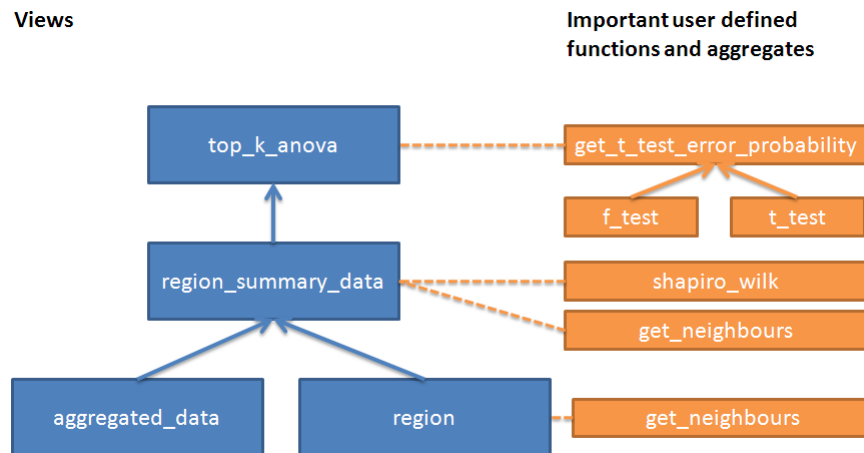 Views
Important user defined
functions and aggregates
top_k_anova
get_t_test_error_probability
f_test
t_test
region_summary_data
shapiro_wilk
get_neighbours
aggregated_data
region
get_neighbours